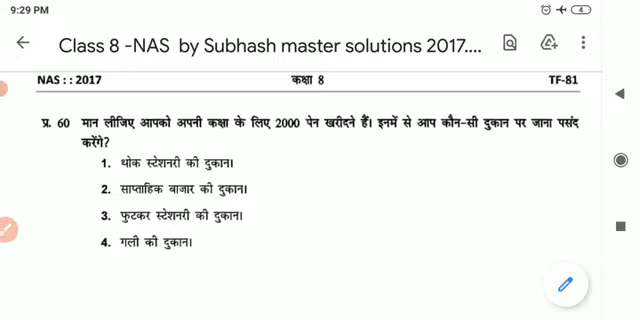 9:29 PM
4
Class 8 -NAS by Subhash master solutions 2017....
NAS : : 2017 कक्षा 8 TF-81
प्र. 60 मान लीजिए आपको अपनी कक्षा के लिए 2000 पेन खरीदने हैं। इनमें से आप कौन-सी दुकान पर जाना पसंद
करेंगे?
1. थोक स्टेशनरी की दुकान।
2. साप्ताहिक बाजार की दुकान।
3. फुटकर स्टेशनरी की दुकान।
4. गली की दुकान।